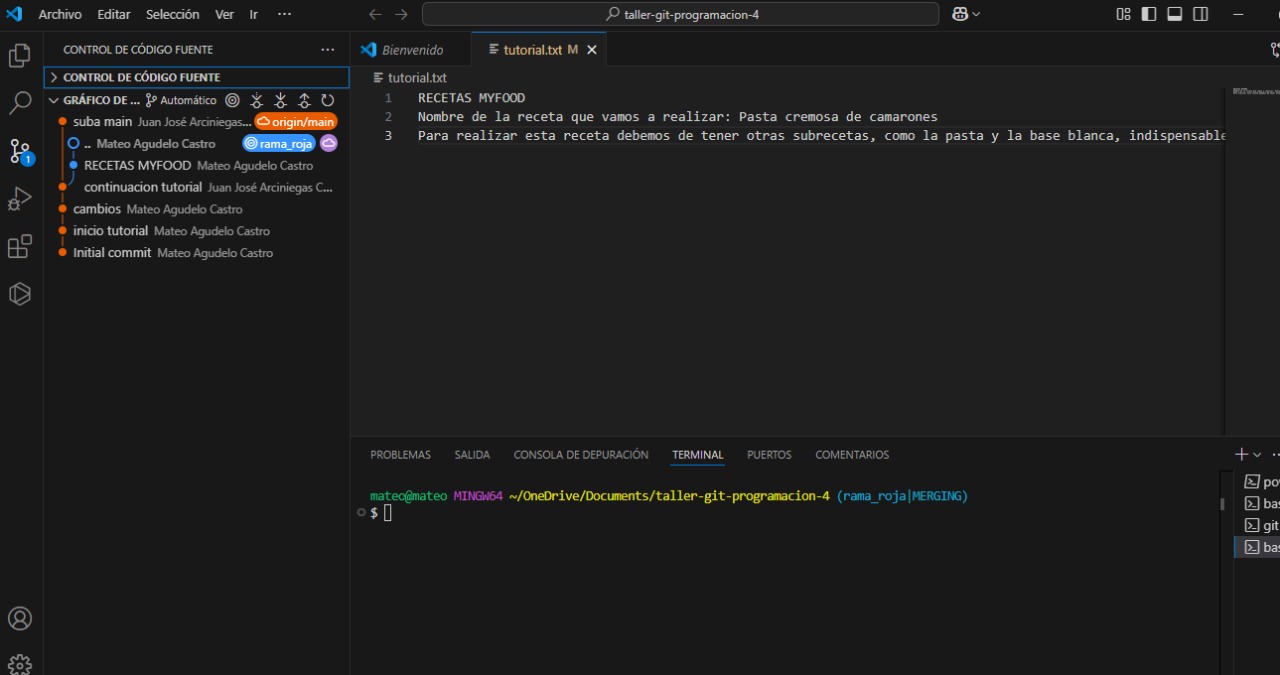 Archivo Editar Selección Ver Ir ···
taller-git-programacion-4
CONTROL DE CÓDIGO FUENTE ···
CONTROL DE CÓDIGO FUENTE
GRÁFICO DE ... Automático
suba main Juan José Arciniegas... origin/main
.. Mateo Agudelo Castro rama_roja
RECETAS MYFOOD Mateo Agudelo Castro
continuacion tutorial Juan José Arciniegas C...
cambios Mateo Agudelo Castro
inicio tutorial Mateo Agudelo Castro
Initial commit Mateo Agudelo Castro
1
Bienvenido tutorial.txt M
tutorial.txt
1 RECETAS MYFOOD
2 Nombre de la receta que vamos a realizar: Pasta cremosa de camarones
3 Para realizar esta receta debemos de tener otras subrecetas, como la pasta y la base blanca, indispensable
PROBLEMAS SALIDA CONSOLA DE DEPURACIÓN TERMINAL PUERTOS COMENTARIOS
mateo@mateo MINGW64 ~/OneDrive/Documents/taller-git-programacion-4 (rama_roja|MERGING)
$
po
bas
git
bas